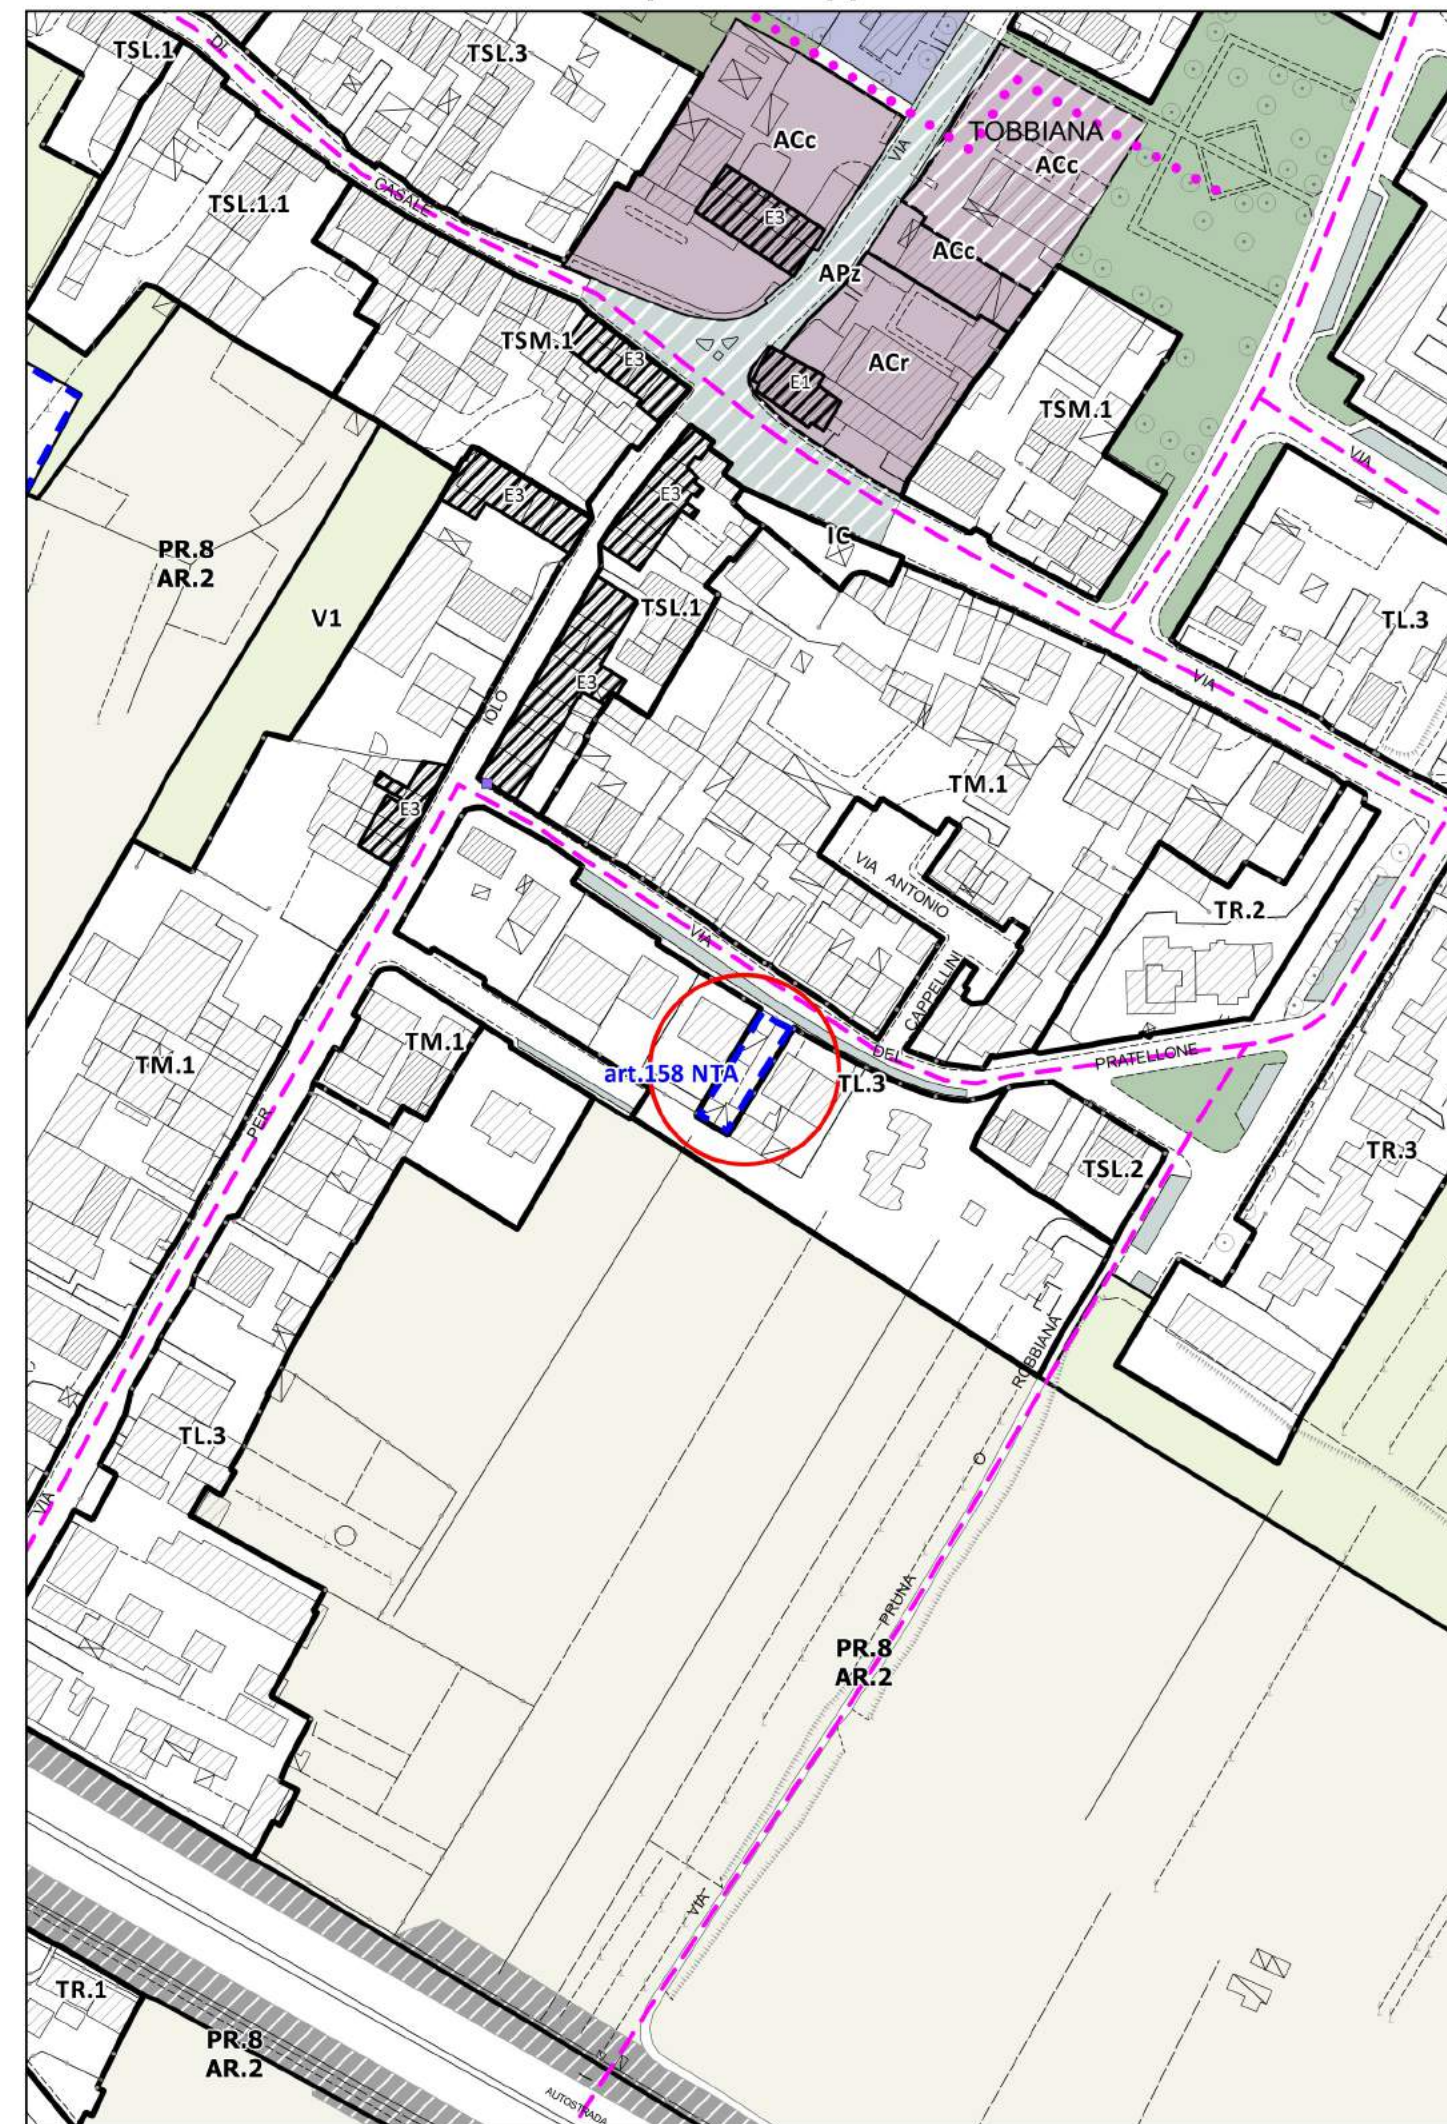 TSL.1
DI
TSL.3
TOBBIANA
ACc
VIA
ACc
CASALE
TSL.1.1
E3
ACc
APz
TSM.1
E3
E1
ACr
TSM.1
VIA
E3
E3
IC
PR.8
AR.2
V1
TSL.1
TL.3
E3
IOLO
VIA
TM.1
E3
VIA ANTONIO
TR.2
VIA
CAPPELLINI
TM.1
TM.1
art.158 NTA
DEL
PRATELLONE
TL.3
PER
TSL.2
TR.3
ROBBIANA
TL.3
O
VIA
PRUNA
PR.8
AR.2
VIA
TR.1
PR.8
AR.2
AUTOSTRADA